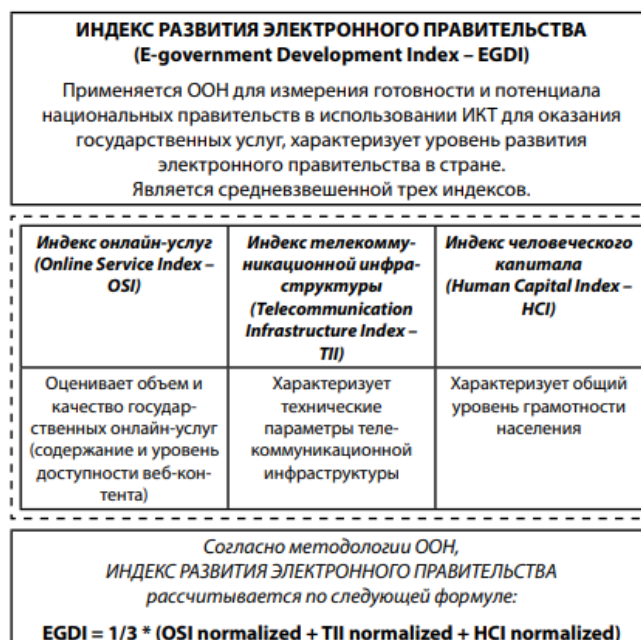 ИНДЕКС РАЗВИТИЯ ЭЛЕКТРОННОГО ПРАВИТЕЛЬСТВА
(E-government Development Index – EGDI)
Применяется ООН для измерения готовности и потенциала
национальных правительств в использовании ИКТ для оказания
государственных услуг, характеризует уровень развития
электронного правительства в стране.
Является средневзвешенной трех индексов.
Индекс онлайн-услуг
(Online Service Index –
OSI)
Индекс телекомму-
никационной инфра-
структуры
(Telecommunication
Infrastructure Index –
TII)
Индекс человеческого
капитала
(Human Capital Index –
HCI)
Оценивает объем и
качество государ-
ственных онлайн-услуг
(содержание и уровень
доступности веб-кон-
тента)
Характеризует
технические
параметры теле-
коммуникационной
инфраструктуры
Характеризует общий
уровень грамотности
населения
Согласно методологии ООН,
ИНДЕКС РАЗВИТИЯ ЭЛЕКТРОННОГО ПРАВИТЕЛЬСТВА
рассчитывается по следующей формуле:
EGDI = 1/3 * (OSI normalized + TII normalized + HCI normalized)